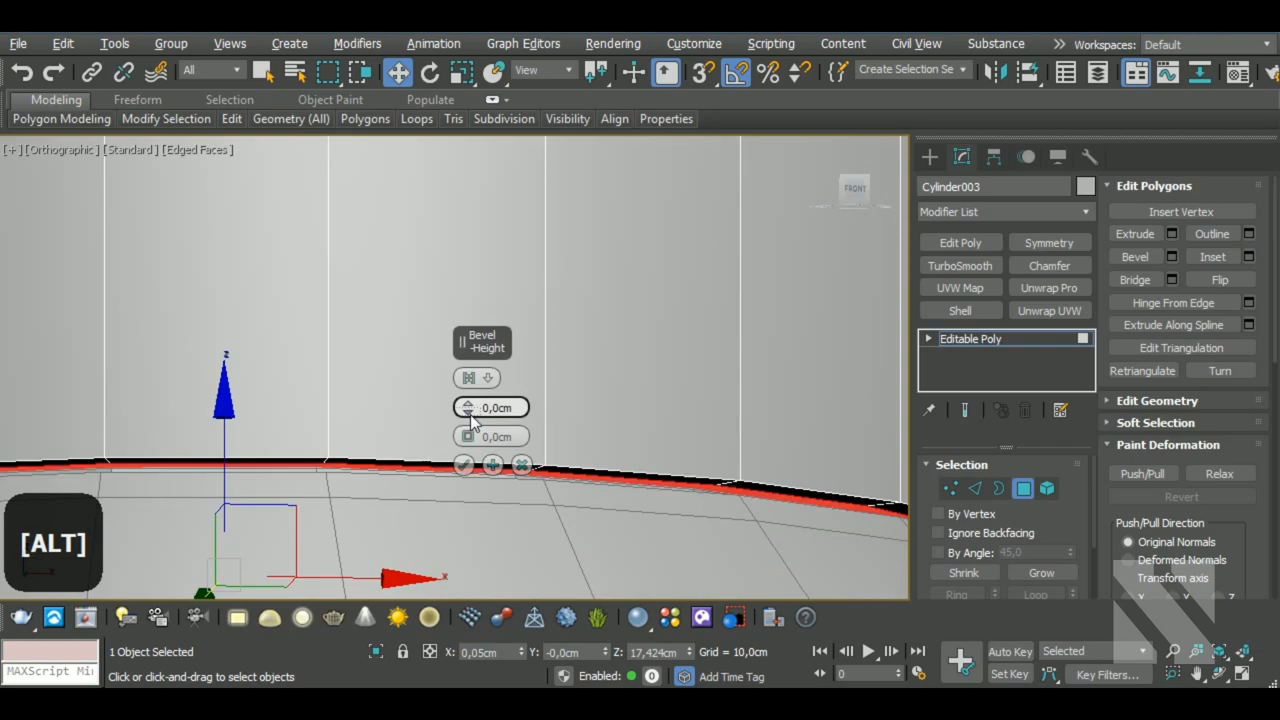 File Edit Tools Group Views Create Modifiers Animation Graph Editors Rendering Customize Scripting Content Civil View Substance Workspaces: Default
All View Create Selection Se
Modeling Freeform Selection Object Paint Populate
Polygon Modeling Modify Selection Edit Geometry (All) Polygons Loops Tris Subdivision Visibility Align Properties
[+] [Orthographic] [Standard] [Edged Faces]
FRONT
Cylinder003
Modifier List
Edit Poly Symmetry
TurboSmooth Chamfer
UVW Map Unwrap Pro
Shell Unwrap UVW
Editable Poly
Selection
By Vertex
Ignore Backfacing
By Angle: 45,0
Shrink Grow
Ring Loop
Edit Polygons
Insert Vertex
Extrude Outline
Bevel Inset
Bridge Flip
Hinge From Edge
Extrude Along Spline
Edit Triangulation
Retriangulate Turn
Edit Geometry
Soft Selection
Paint Deformation
Push/Pull Relax
Revert
Push/Pull Direction
Original Normals
Deformed Normals
Transform axis
X Y Z
Bevel
-Height
0,0cm
0,0cm
z
x
[ALT]
x
1 Object Selected X: 0,05cm Y: -0,0cm Z: 17,424cm Grid = 10,0cm Auto Key Selected
MAXScript Mi
Click or click-and-drag to select objects Enabled: 0 Add Time Tag 0 Set Key Key Filters...